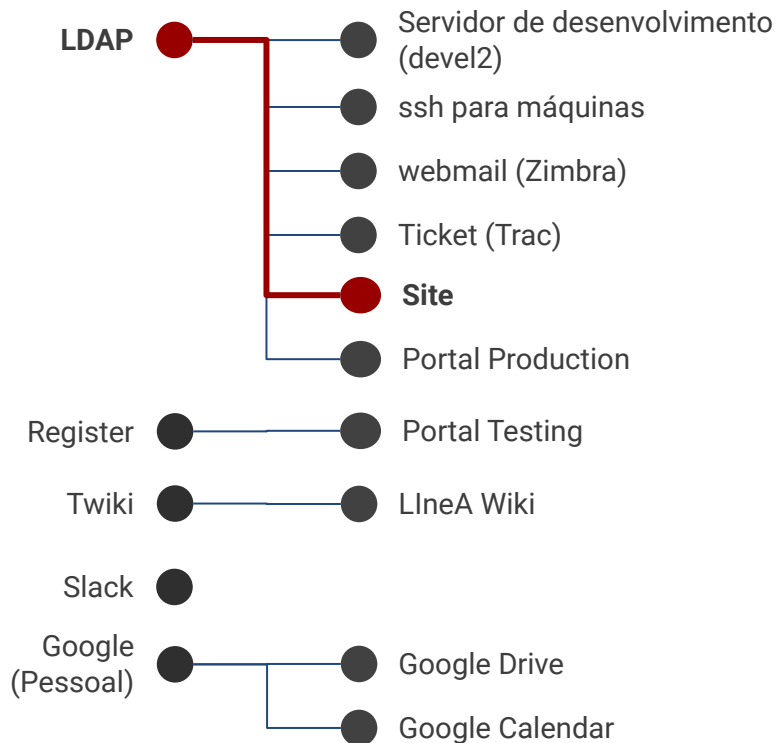 LDAP
Servidor de desenvolvimento
(devel2)
ssh para máquinas
webmail (Zimbra)
Ticket (Trac)
Site
Portal Production
Register
Portal Testing
Twiki
LIneA Wiki
Slack
Google
(Pessoal)
Google Drive
Google Calendar